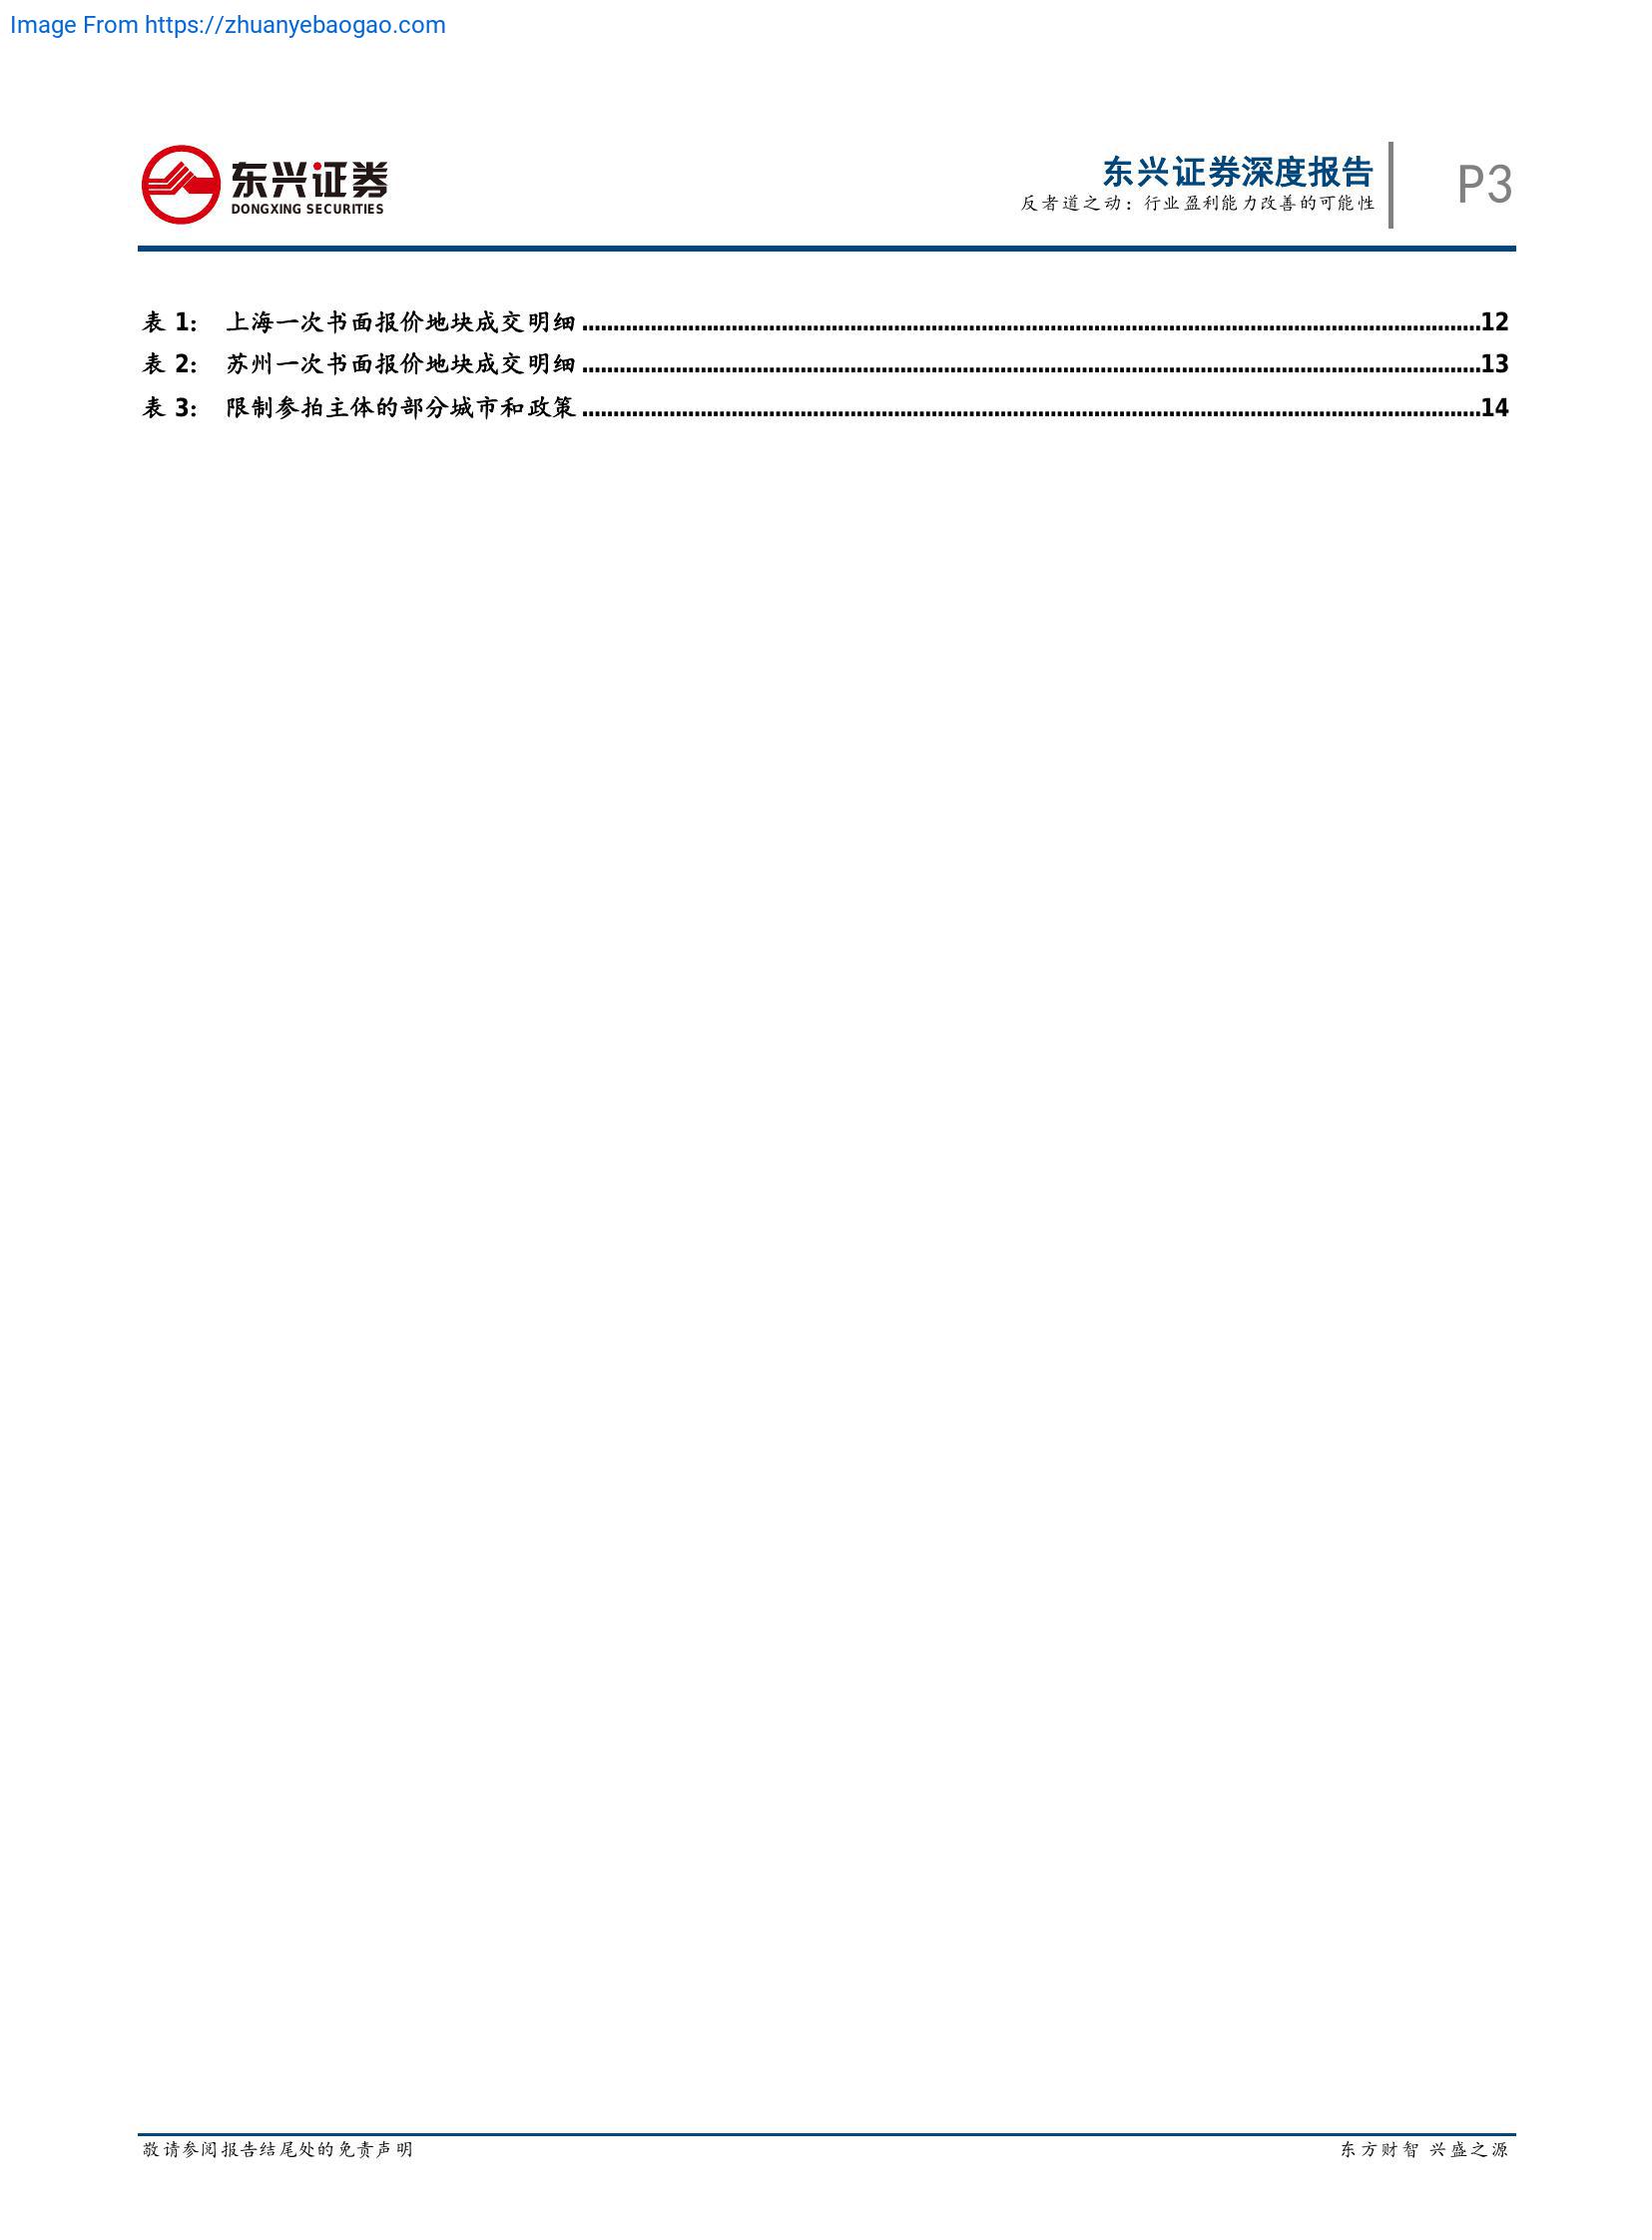 Image From https://zhuanyebaogao.com
东兴证券
DONGXING SECURITIES
东兴证券深度报告
反者道之动：行业盈利能力改善的可能性
P3
表 1： 上海一次书面报价地块成交明细............................................................12
表 2： 苏州一次书面报价地块成交明细............................................................13
表 3： 限制参拍主体的部分城市和政策............................................................14
敬请参阅报告结尾处的免责声明
东方财智 兴盛之源